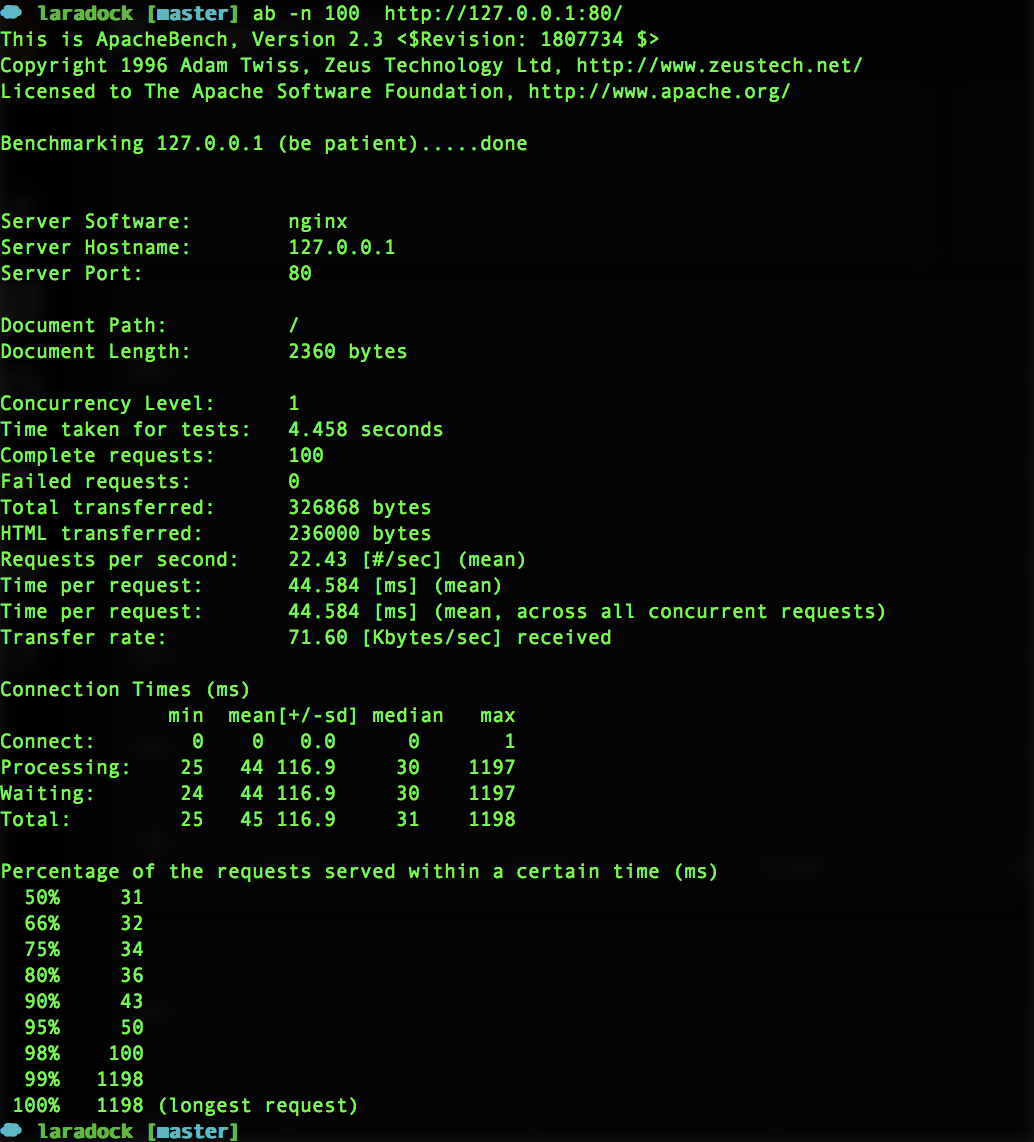 laradock [master] ab -n 100  http://127.0.0.1:80/
This is ApacheBench, Version 2.3 <$Revision: 1807734 $>
Copyright 1996 Adam Twiss, Zeus Technology Ltd, http://www.zeustech.net/
Licensed to The Apache Software Foundation, http://www.apache.org/

Benchmarking 127.0.0.1 (be patient).....done


Server Software:        nginx
Server Hostname:        127.0.0.1
Server Port:            80

Document Path:          /
Document Length:        2360 bytes

Concurrency Level:      1
Time taken for tests:   4.458 seconds
Complete requests:      100
Failed requests:        0
Total transferred:      326868 bytes
HTML transferred:       236000 bytes
Requests per second:    22.43 [#/sec] (mean)
Time per request:       44.584 [ms] (mean)
Time per request:       44.584 [ms] (mean, across all concurrent requests)
Transfer rate:          71.60 [Kbytes/sec] received

Connection Times (ms)
              min  mean[+/-sd] median   max
Connect:        0    0   0.0      0       1
Processing:    25   44 116.9     30    1197
Waiting:       24   44 116.9     30    1197
Total:         25   45 116.9     31    1198

Percentage of the requests served within a certain time (ms)
  50%     31
  66%     32
  75%     34
  80%     36
  90%     43
  95%     50
  98%    100
  99%   1198
 100%   1198 (longest request)
laradock [master]